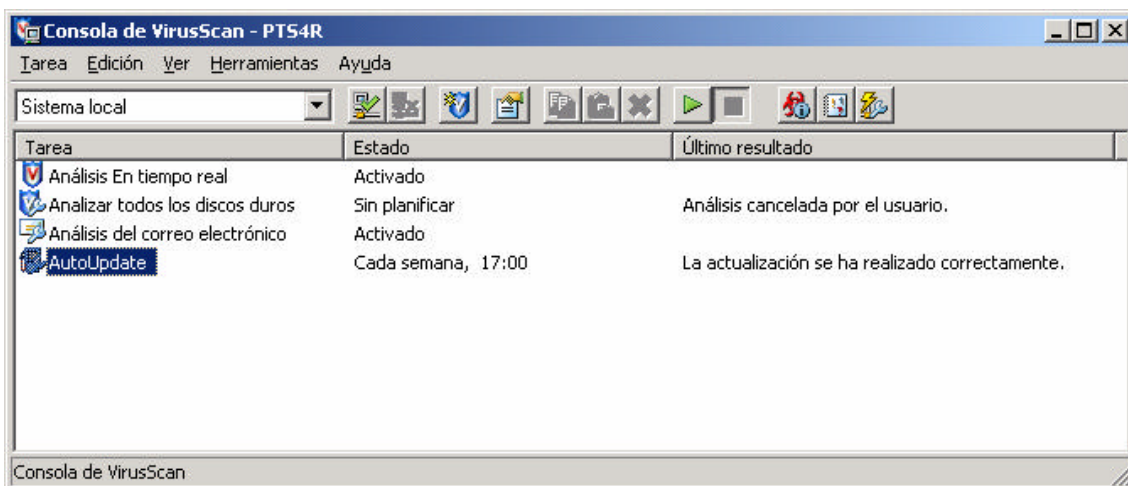 Consola de VirusScan - PTS4R
Tarea Edición Ver Herramientas Ayuda
Sistema local
Tarea Estado Último resultado
Análisis En tiempo real Activado
Analizar todos los discos duros Sin planificar Análisis cancelada por el usuario.
Análisis del correo electrónico Activado
AutoUpdate Cada semana, 17:00 La actualización se ha realizado correctamente.
Consola de VirusScan